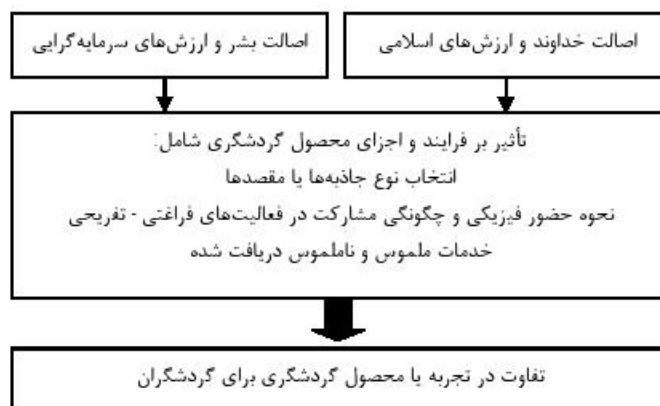 اصالت خداوند و ارزش‌های اسلامی
اصالت بشر و ارزش‌های سرمایه‌گرایی
تأثیر بر فرایند و اجزای محصول گردشگری شامل:
انتخاب نوع جاذبه‌ها یا مقصدها
نحوه حضور فیزیکی و چگونگی مشارکت در فعالیت‌های فراغتی - تفریحی
خدمات ملموس و ناملموس دریافت شده
تفاوت در تجربه یا محصول گردشگری برای گردشگران